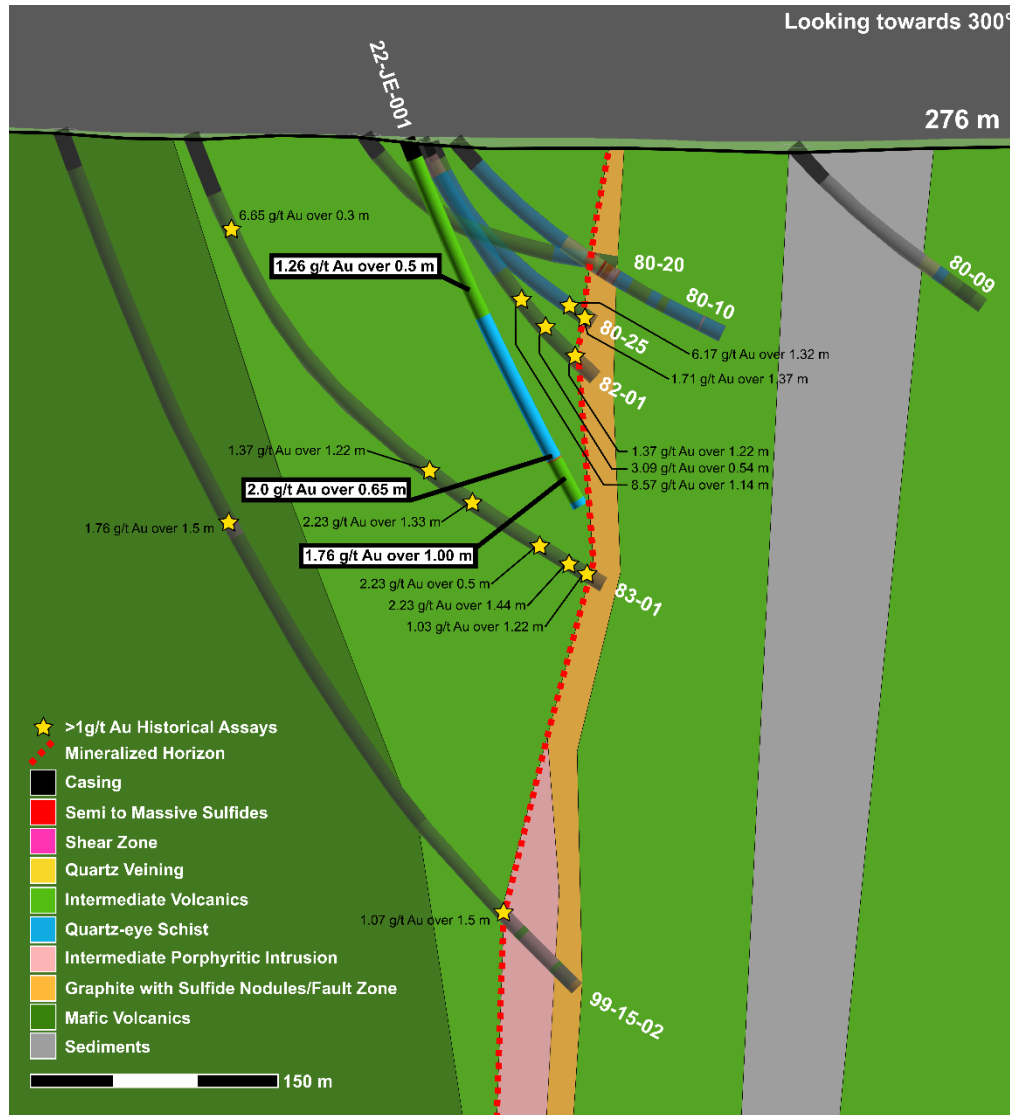 Looking towards 300°
22-JE-001
276 m
6.65 g/t Au over 0.3 m
1.26 g/t Au over 0.5 m
80-20
80-10
80-09
80-25
6.17 g/t Au over 1.32 m
1.71 g/t Au over 1.37 m
82-01
1.37 g/t Au over 1.22 m
1.37 g/t Au over 1.22 m
3.09 g/t Au over 0.54 m
8.57 g/t Au over 1.14 m
2.0 g/t Au over 0.65 m
2.23 g/t Au over 1.33 m
1.76 g/t Au over 1.5 m
1.76 g/t Au over 1.00 m
2.23 g/t Au over 0.5 m
83-01
2.23 g/t Au over 1.44 m
1.03 g/t Au over 1.22 m
>1g/t Au Historical Assays
Mineralized Horizon
Casing
Semi to Massive Sulfides
Shear Zone
Quartz Veining
Intermediate Volcanics
Quartz-eye Schist
Intermediate Porphyritic Intrusion
Graphite with Sulfide Nodules/Fault Zone
Mafic Volcanics
Sediments
1.07 g/t Au over 1.5 m
99-15-02
150 m